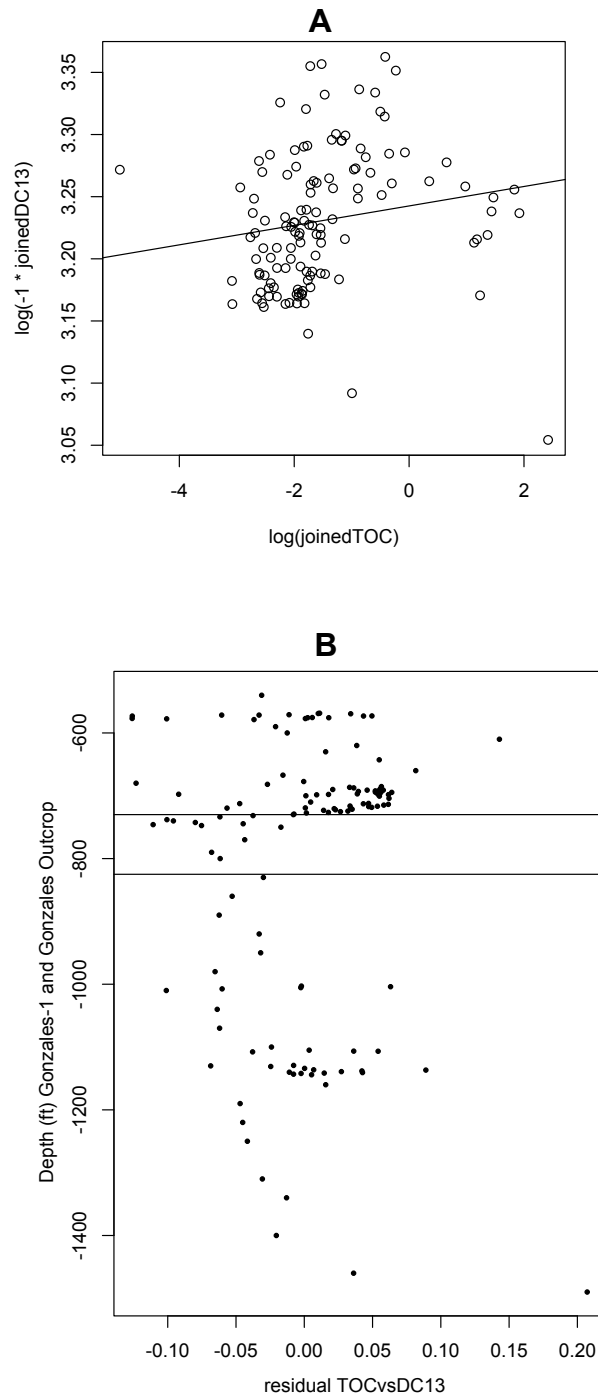 A
3.35
3.30
3.25
3.20
3.15
3.10
3.05
log(-1 * joinedDC13)
-4 -2 0 2
log(joinedTOC)
B
-600
-800
-1000
-1200
-1400
Depth (ft) Gonzales-1 and Gonzales Outcrop
-0.10 -0.05 0.00 0.05 0.10 0.15 0.20
residual TOCvsDC13